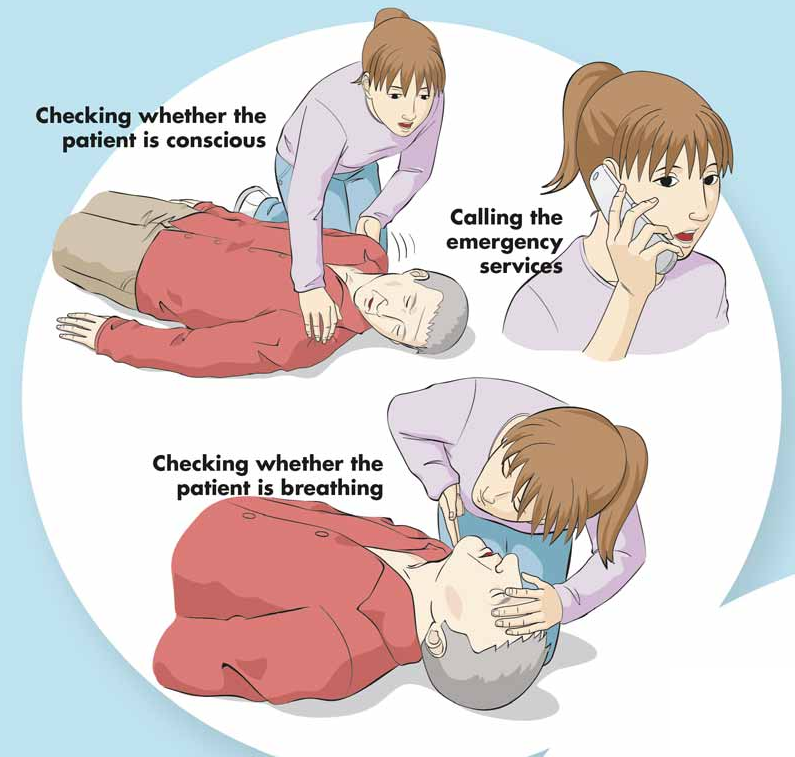 Checking whether the
patient is conscious
Calling the
emergency
services
Checking whether the
patient is breathing